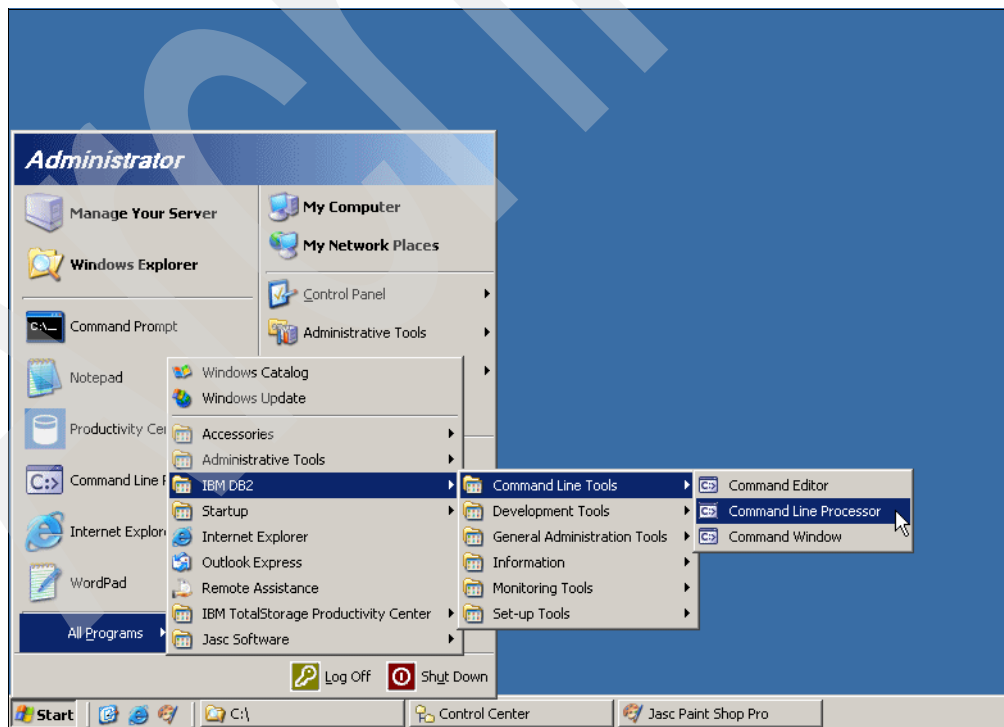 Administrator
Manage Your Server
Windows Explorer
Command Prompt
Notepad
Productivity Cen
Command Line P
Internet Explore
WordPad
All Programs
My Computer
My Network Places
Control Panel
Administrative Tools
Windows Catalog
Windows Update
Accessories
Administrative Tools
IBM DB2
Startup
Internet Explorer
Outlook Express
Remote Assistance
IBM TotalStorage Productivity Center
Jasc Software
Command Line Tools
Development Tools
General Administration Tools
Information
Monitoring Tools
Set-up Tools
Command Editor
Command Line Processor
Command Window
Log Off
Shut Down
Start
C:\
Control Center
Jasc Paint Shop Pro